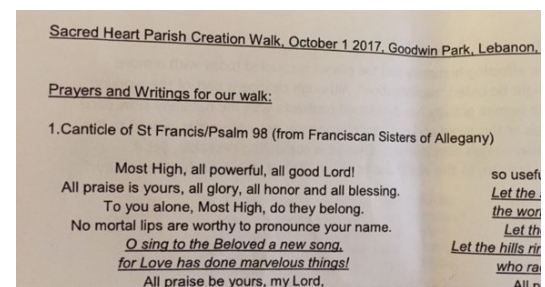 Sacred Heart Parish Creation Walk, October 1 2017, Goodwin Park, Lebanon,
Prayers and Writings for our walk:
1.Canticle of St Francis/Psalm 98 (from Franciscan Sisters of Allegany)
Most High, all powerful, all good Lord!
All praise is yours, all glory, all honor and all blessing.
To you alone, Most High, do they belong.
No mortal lips are worthy to pronounce your name.
O sing to the Beloved a new song,
for Love has done marvelous things!
All praise be yours, my Lord,
so
Let the
the
Let
Let the hills
who